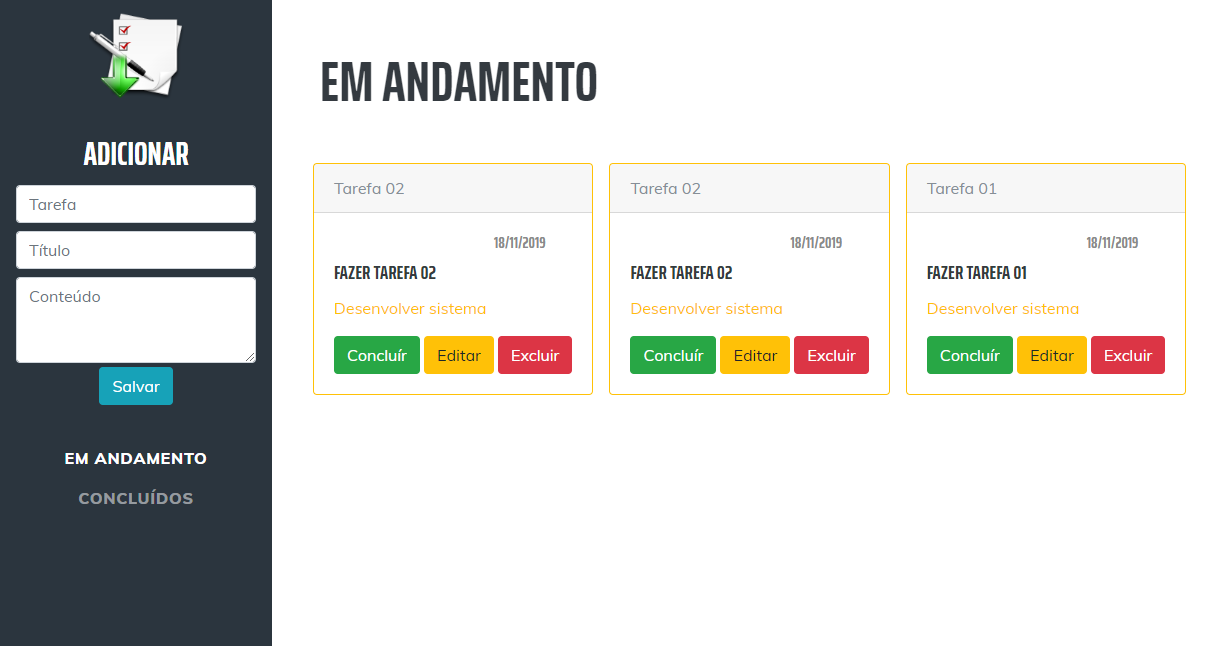 ADICIONAR
Tarefa
Título
Conteúdo
Salvar
EM ANDAMENTO
CONCLUÍDOS
EM ANDAMENTO
Tarefa 02
18/11/2019
FAZER TAREFA 02
Desenvolver sistema
Concluír Editar Excluir
Tarefa 02
18/11/2019
FAZER TAREFA 02
Desenvolver sistema
Concluír Editar Excluir
Tarefa 01
18/11/2019
FAZER TAREFA 01
Desenvolver sistema
Concluír Editar Excluir